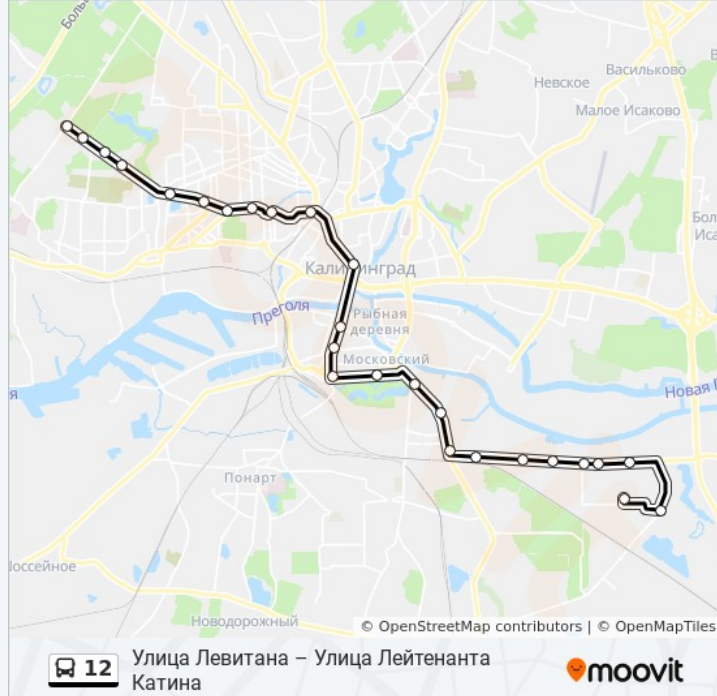 Васильково
Невское
Малое Исаково
Калининград
Преголя
Рыбная
деревня
Московский
Понарт
Новодорожный
© OpenStreetMap contributors | © OpenMapTiles
12 Улица Левитана – Улица Лейтенанта
Катина
moovit